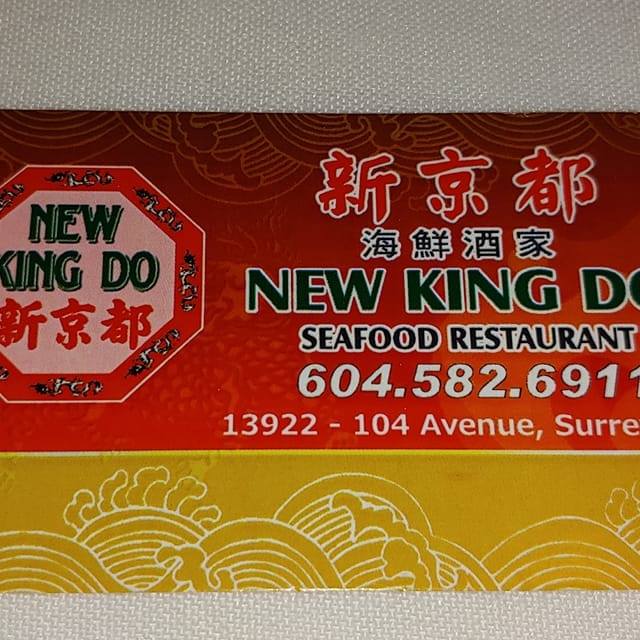 NEW
KING DO
新京都
新京都
海鮮酒家
NEW KING DO
SEAFOOD RESTAURANT
604.582.6911
13922 - 104 Avenue, Surre